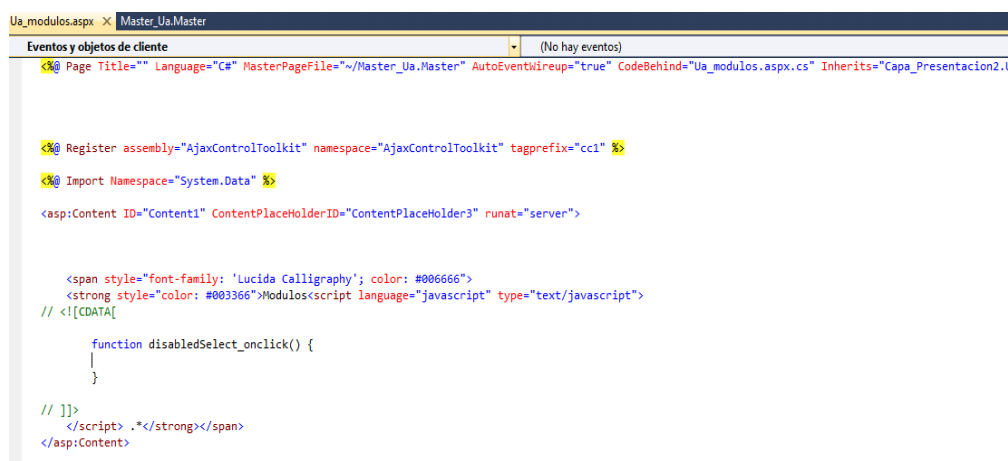 Ua_modulos.aspx X Master_Ua.Master
Eventos y objetos de cliente (No hay eventos)
<%@ Page Title="" Language="C#" MasterPageFile="~/Master_Ua.Master" AutoEventWireup="true" CodeBehind="Ua_modulos.aspx.cs" Inherits="Capa_Presentacion2.U
<%@ Register assembly="AjaxControlToolkit" namespace="AjaxControlToolkit" tagprefix="cc1" %>
<%@ Import Namespace="System.Data" %>
<asp:Content ID="Content1" ContentPlaceHolderID="ContentPlaceHolder3" runat="server">
<span style="font-family: 'Lucida Calligraphy'; color: #006666">
<strong style="color: #003366">Modulos<script language="javascript" type="text/javascript">
// <![CDATA[
function disabledSelect_onclick() {
}
// ]]>
</script> .*</strong></span>
</asp:Content>